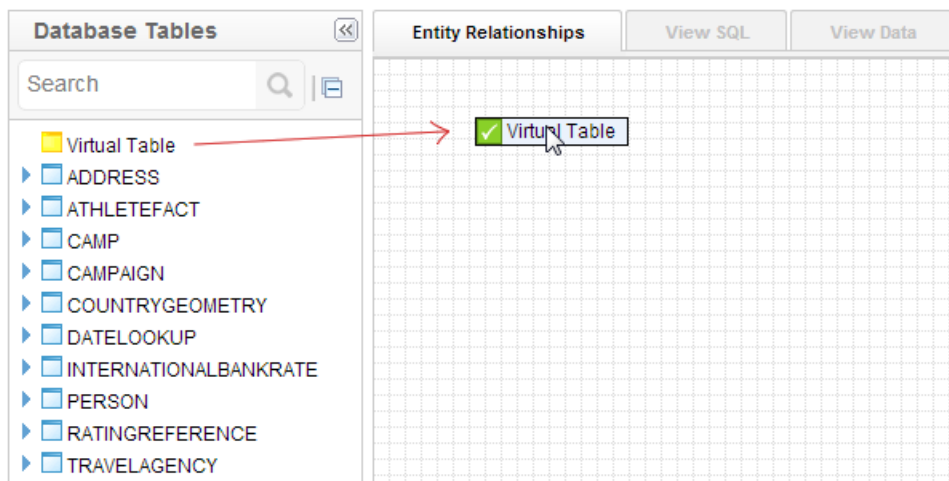 Database Tables
Search
Virtual Table
ADDRESS
ATHLETEFACT
CAMP
CAMPAIGN
COUNTRYGEOMETRY
DATELOOKUP
INTERNATIONALBANKRATE
PERSON
RATINGREFERENCE
TRAVELAGENCY
Entity Relationships View SQL View Data
Virtual Table